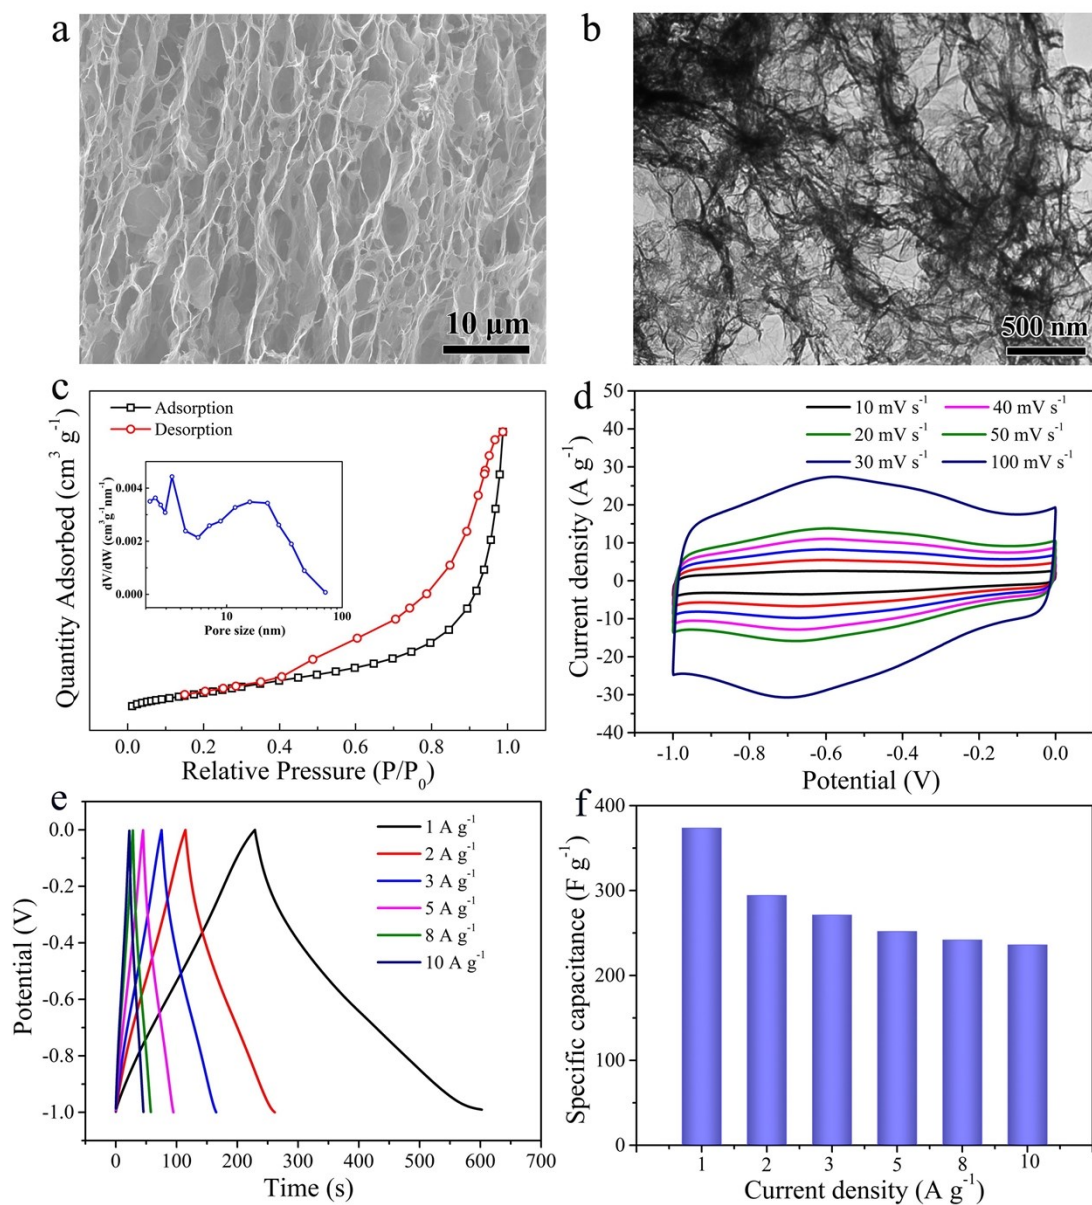 a
10 μm
b
500 nm
c
Quantity Adsorbed (cm³ g⁻¹)
Adsorption
Desorption
dV/dW (cm³g⁻¹nm⁻¹)
0.004
0.002
0.000
10 100
Pore size (nm)
0.0 0.2 0.4 0.6 0.8 1.0
Relative Pressure (P/P₀)
d
Current density (A g⁻¹)
50
40
30
20
10
0
-10
-20
-30
-40
10 mV s⁻¹ 40 mV s⁻¹
20 mV s⁻¹ 50 mV s⁻¹
30 mV s⁻¹ 100 mV s⁻¹
-1.0 -0.8 -0.6 -0.4 -0.2 0.0
Potential (V)
e
Potential (V)
0.0
-0.2
-0.4
-0.6
-0.8
-1.0
1 A g⁻¹
2 A g⁻¹
3 A g⁻¹
5 A g⁻¹
8 A g⁻¹
10 A g⁻¹
0 100 200 300 400 500 600 700
Time (s)
f
Specific capacitance (F g⁻¹)
400
300
200
100
0
1 2 3 5 8 10
Current density (A g⁻¹)